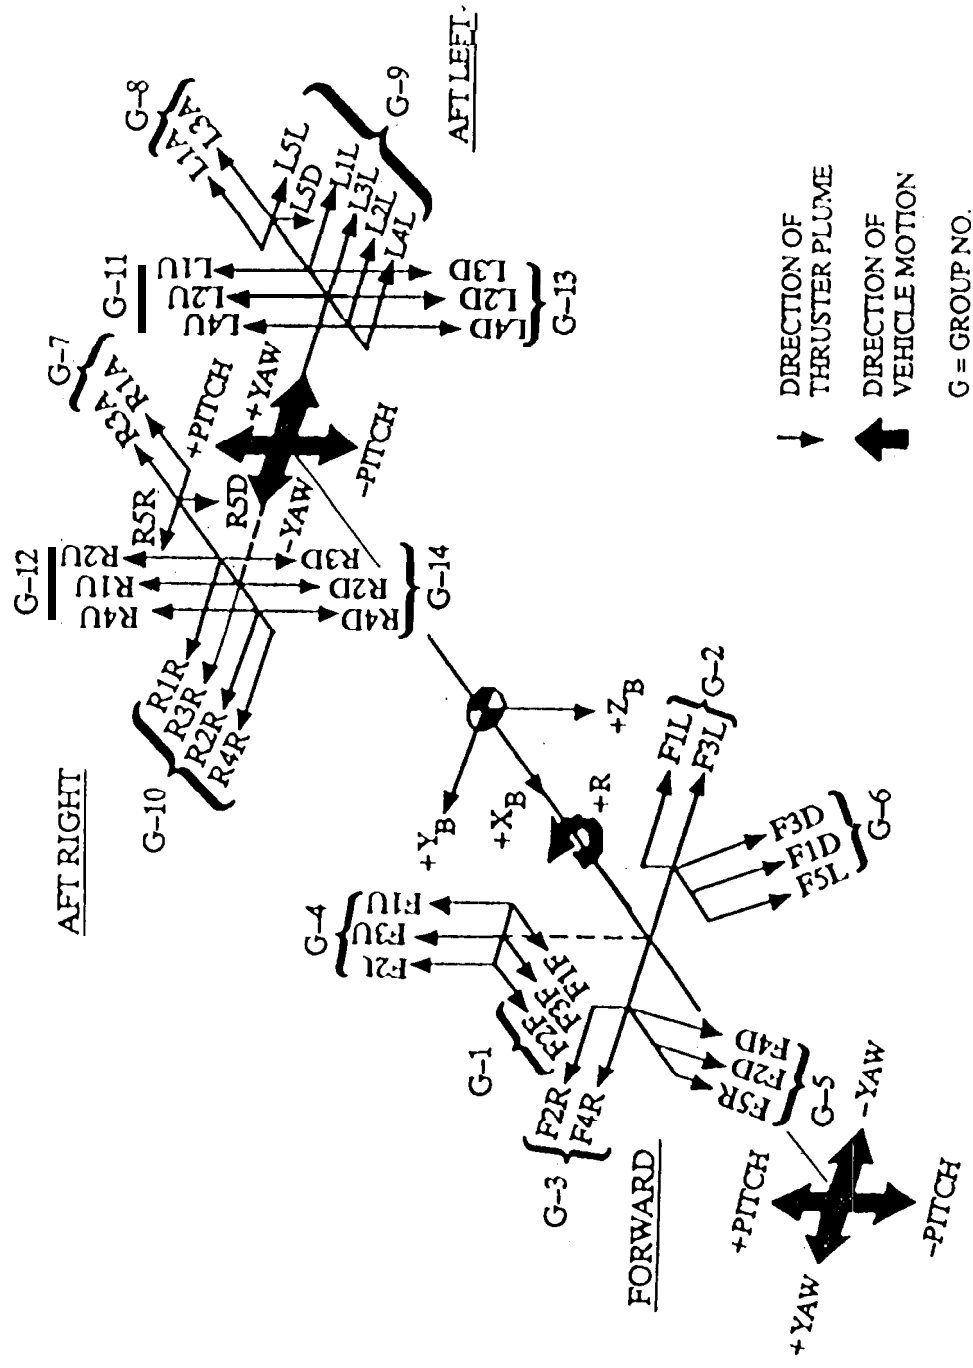 G-8
L1A
L3A
G-9
AFT LEFT
L5L
L5D
L1L
L3L
L2L
L4L
G-11
L1U
L2U
L4U
L3D
L2D
L4D
G-13
G-7
R3A
R1A
+PITCH
+YAW
-YAW
-PITCH
R5R
R5D
G-12
R2U
R1U
R4U
R3D
R2D
R4D
G-14
R1R
R3R
R2R
R4R
G-10
AFT RIGHT
+YB
+XB
+ZB
+R
G-4
F1U
F3U
F2U
F1F
F3F
F2F
G-1
F1L
F3L
G-2
F3D
F1D
F5L
G-6
F2R
F4R
G-3
F4D
F2D
F5R
G-5
FORWARD
+PITCH
-YAW
+YAW
-PITCH
DIRECTION OF
THRUSTER PLUME
DIRECTION OF
VEHICLE MOTION
G = GROUP NO.